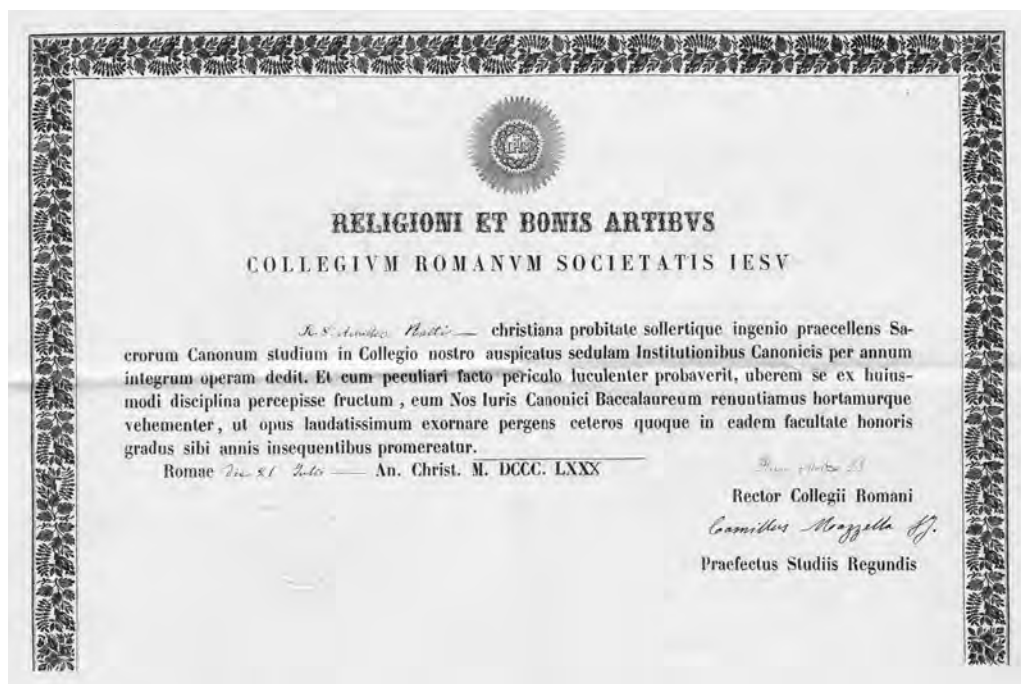 IHS
RELIGIONI ET BONIS ARTIBVS
COLLEGIVM ROMANVM SOCIETATIS IESV
christiana probitate sollertique ingenio praecellens Sa-
crorum Canonum studium in Collegio nostro auspicatus sedulam Institutionibus Canonicis per annum
integrum operam dedit. Et cum peculiari facto periculo luculenter probaverit, uberem se ex huius-
modi disciplina percepisse fructum , eum Nos Iuris Canonici Baccalaureum renuntiamus hortamurque
vehementer, ut opus laudatissimum exornare pergens ceteros quoque in eadem facultate honoris
gradus sibi annis insequentibus promereatur.
Romae An. Christ. M. DCCC. LXXX
Rector Collegii Romani
Camillus Mazzella SJ.
Praefectus Studiis Regundis